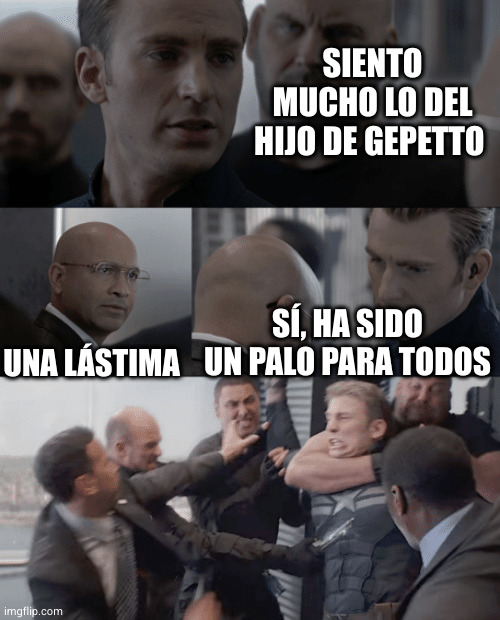 SIENTO
MUCHO LO DEL
HIJO DE GEPETTO
UNA LÁSTIMA
SÍ, HA SIDO
UN PALO PARA TODOS
imgflip.com